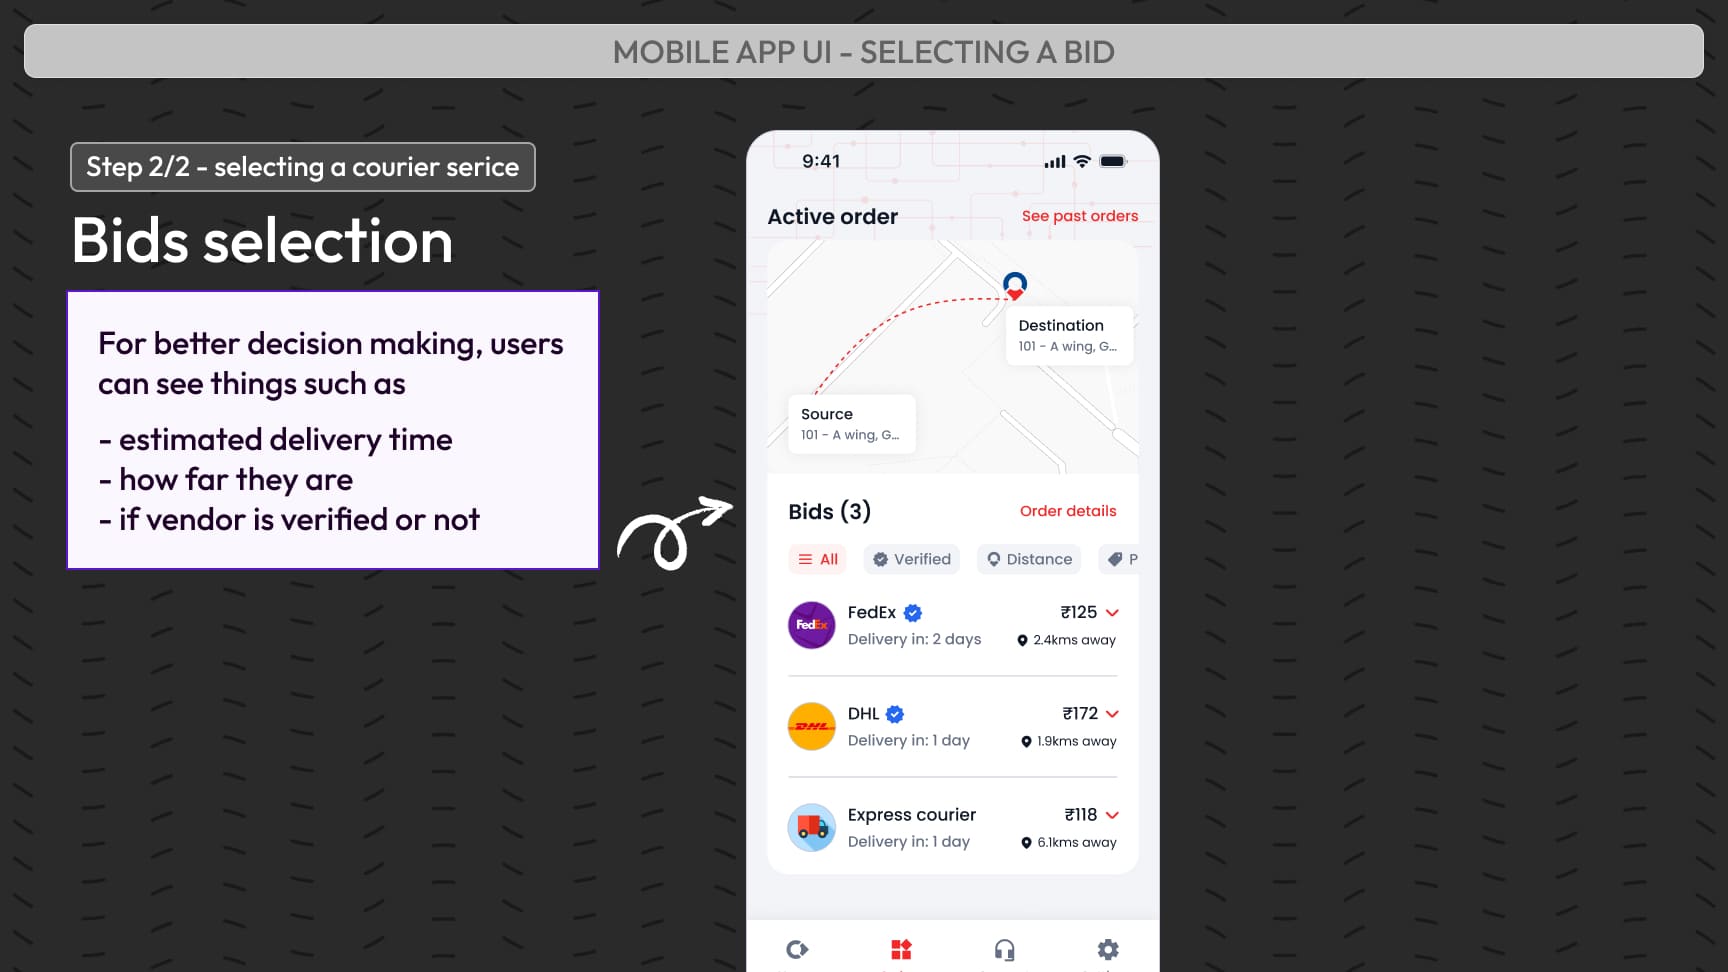 MOBILE APP UI - SELECTING A BID
Step 2/2 - selecting a courier serice
Bids selection
For better decision making, users
can see things such as
- estimated delivery time
- how far they are
- if vendor is verified or not
9:41
Active order
See past orders
Destination
101 - A wing, G...
Source
101 - A wing, G...
Bids (3)
Order details
All
Verified
Distance
P
FedEx
FedEx
₹125
Delivery in: 2 days
2.4kms away
DHL
DHL
₹172
Delivery in: 1 day
1.9kms away
Express courier
₹118
Delivery in: 1 day
6.1kms away